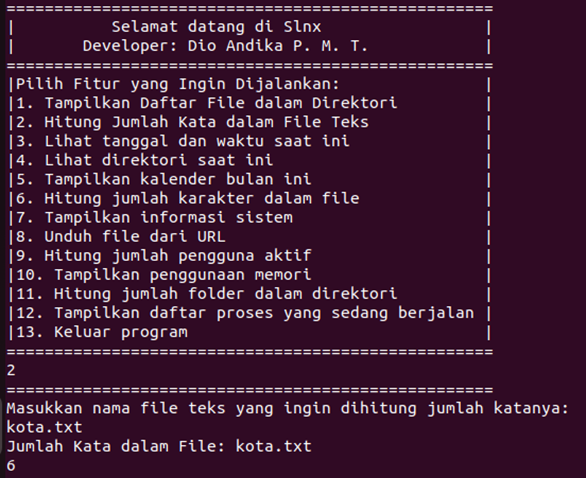 ===================================================
|          Selamat datang di Slnx                 |
|       Developer: Dio Andika P. M. T.            |
===================================================
|Pilih Fitur yang Ingin Dijalankan:               |
|1. Tampilkan Daftar File dalam Direktori         |
|2. Hitung Jumlah Kata dalam File Teks            |
|3. Lihat tanggal dan waktu saat ini              |
|4. Lihat direktori saat ini                      |
|5. Tampilkan kalender bulan ini                  |
|6. Hitung jumlah karakter dalam file             |
|7. Tampilkan informasi sistem                    |
|8. Unduh file dari URL                           |
|9. Hitung jumlah pengguna aktif                  |
|10. Tampilkan penggunaan memori                  |
|11. Hitung jumlah folder dalam direktori         |
|12. Tampilkan daftar proses yang sedang berjalan |
|13. Keluar program                               |
===================================================
2
===================================================
Masukkan nama file teks yang ingin dihitung jumlah katanya:
kota.txt
Jumlah Kata dalam File: kota.txt
6